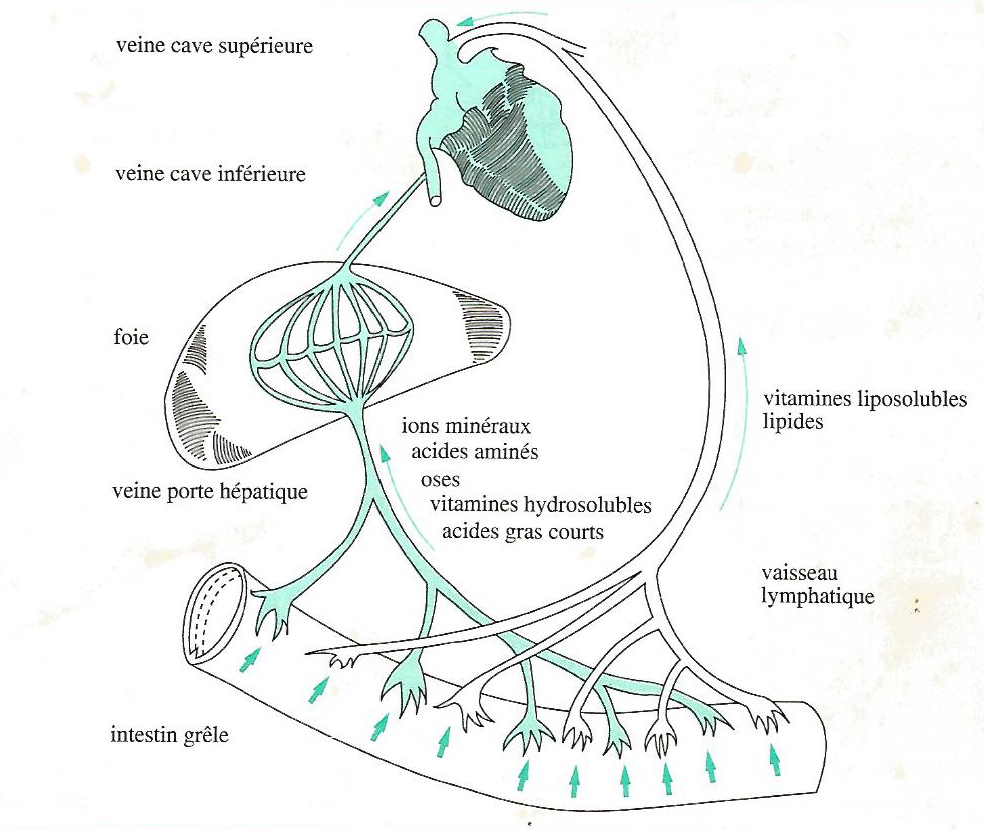 veine cave supérieure
veine cave inférieure
foie
ions minéraux
acides aminés
oses
vitamines hydrosolubles
acides gras courts
vitamines liposolubles
lipides
veine porte hépatique
vaisseau
lymphatique
intestin grêle